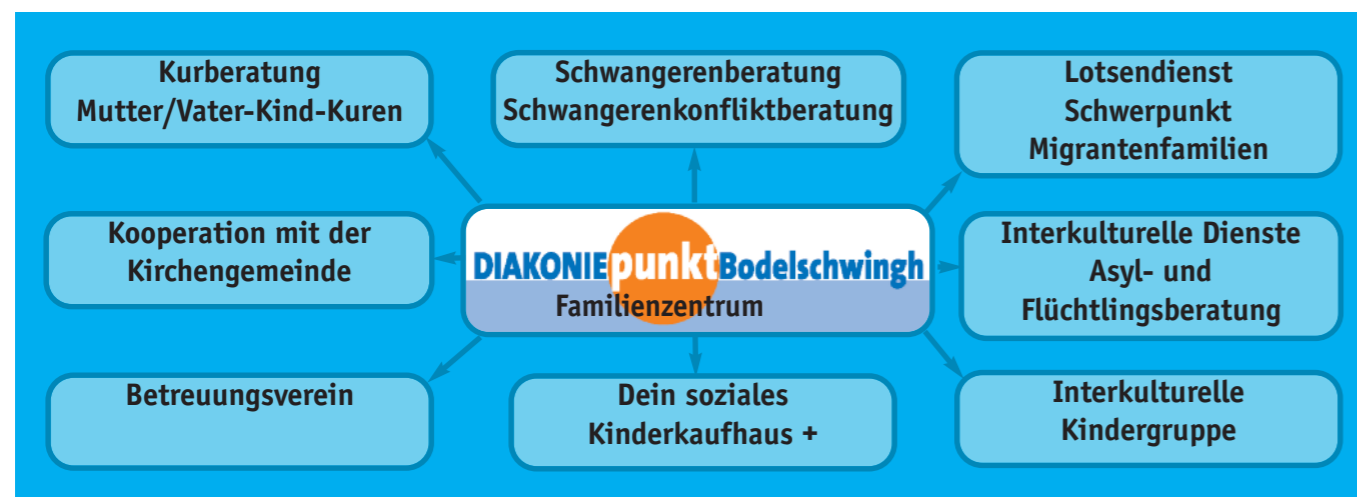 Kurberatung
Mutter/Vater-Kind-Kuren
Schwangerenberatung
Schwangerenkonfliktberatung
Lotsendienst
Schwerpunkt
Migrantenfamilien
Kooperation mit der
Kirchengemeinde
DIAKONIEpunktBodelschwingh
Familienzentrum
Interkulturelle Dienste
Asyl- und
Flüchtlingsberatung
Betreuungsverein
Dein soziales
Kinderkaufhaus +
Interkulturelle
Kindergruppe